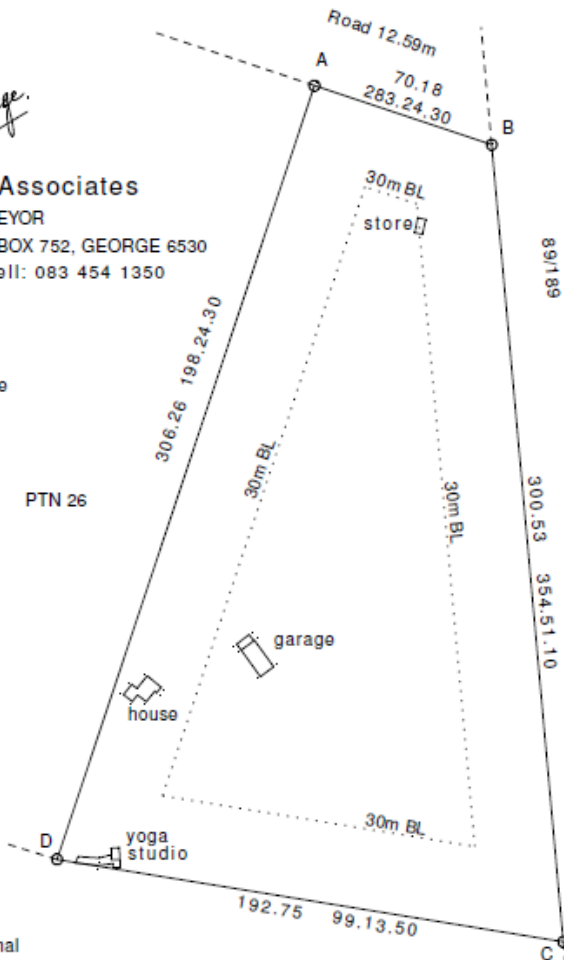 Road 12.59m
A
70.18
283.24.30
B
Associates
EYOR
BOX 752, GEORGE 6530
ell: 083 454 1350
30m BL
store
89/189
306.26 198.24.30
e
30m BL
30m BL
PTN 26
300.53 354.51.10
garage
house
30m BL
D
yoga
studio
192.75 99.13.50
nal
C